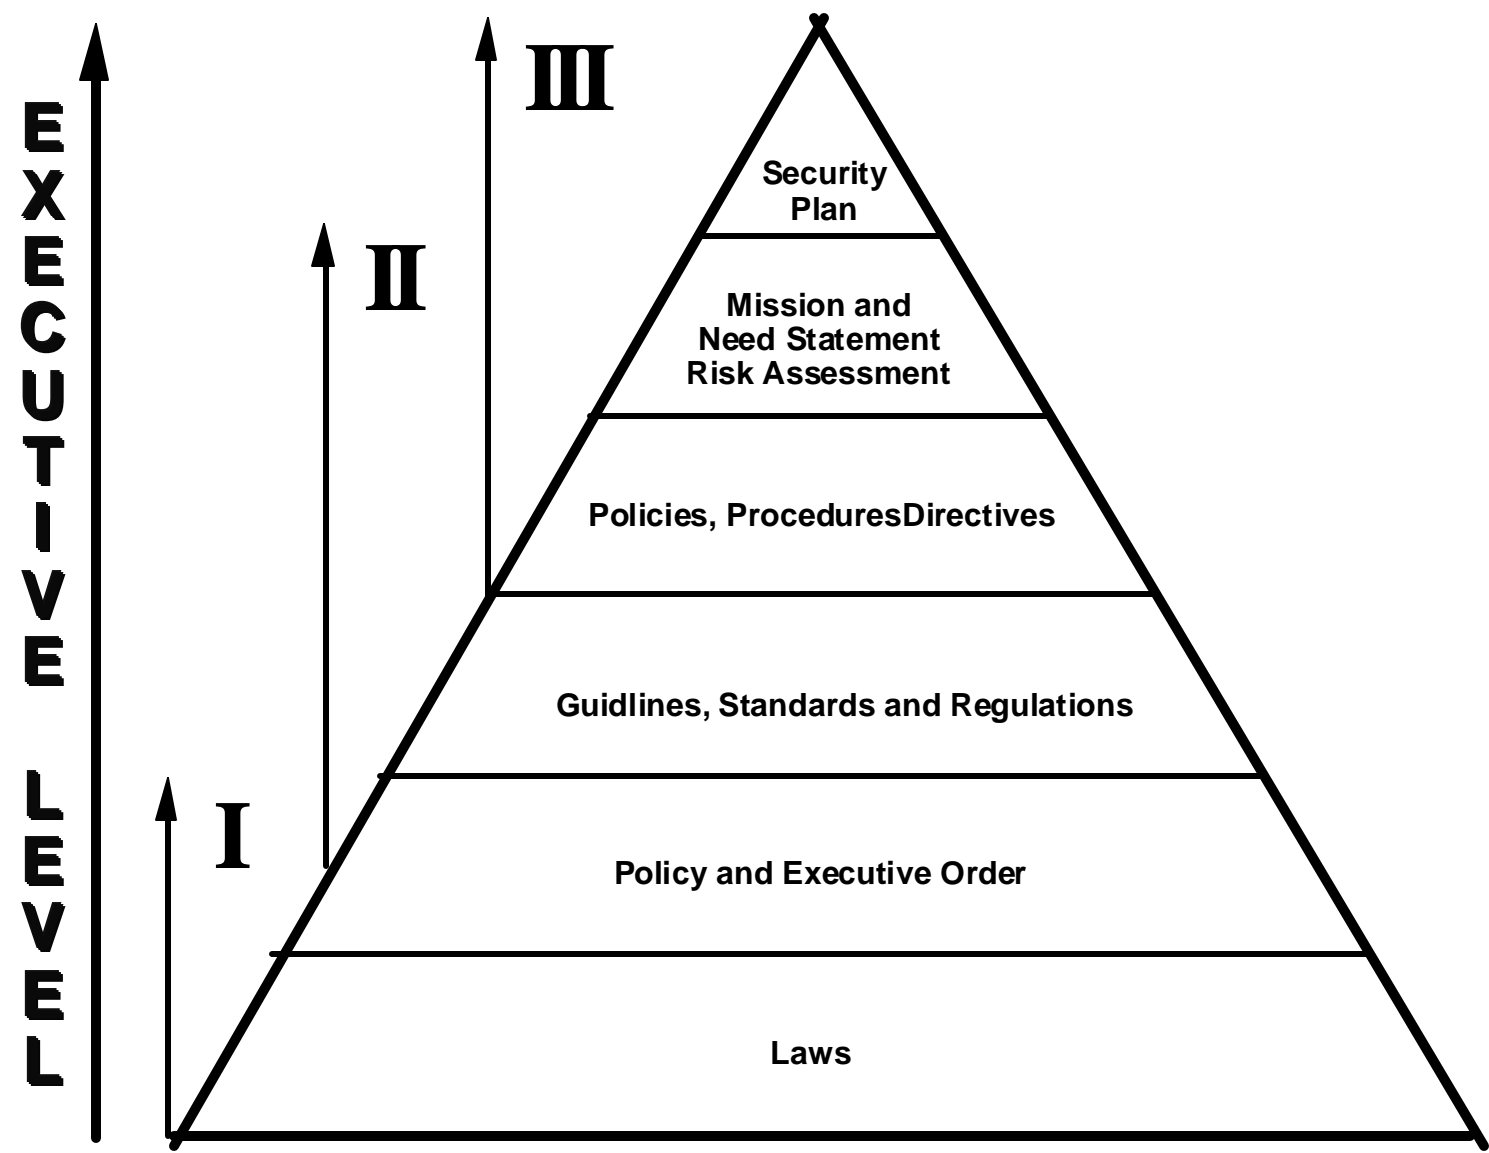 EXECUTIVE LEVEL
III
II
I
Security
Plan
Mission and
Need Statement
Risk Assessment
Policies, ProceduresDirectives
Guidlines, Standards and Regulations
Policy and Executive Order
Laws